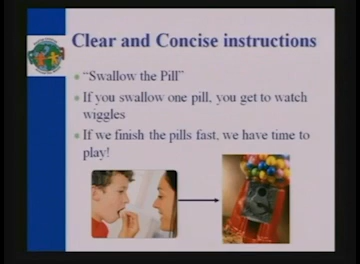 Clear and Concise instructions
“Swallow the Pill”
If you swallow one pill, you get to watch
wiggles
If we finish the pills fast, we have time to
play!